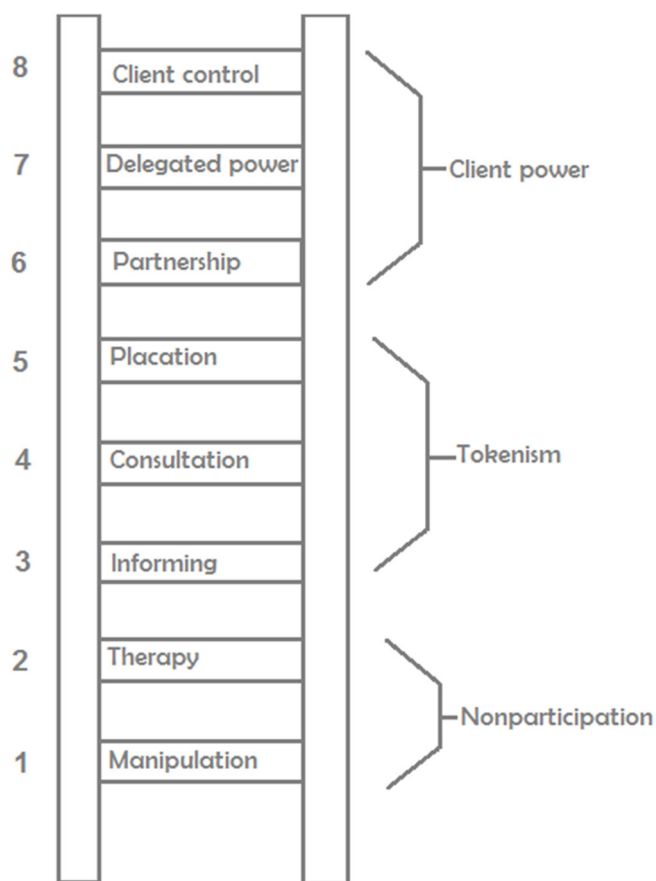 8 Client control
7 Delegated power
Client power
6 Partnership
5 Placation
4 Consultation
Tokenism
3 Informing
2 Therapy
Nonparticipation
1 Manipulation